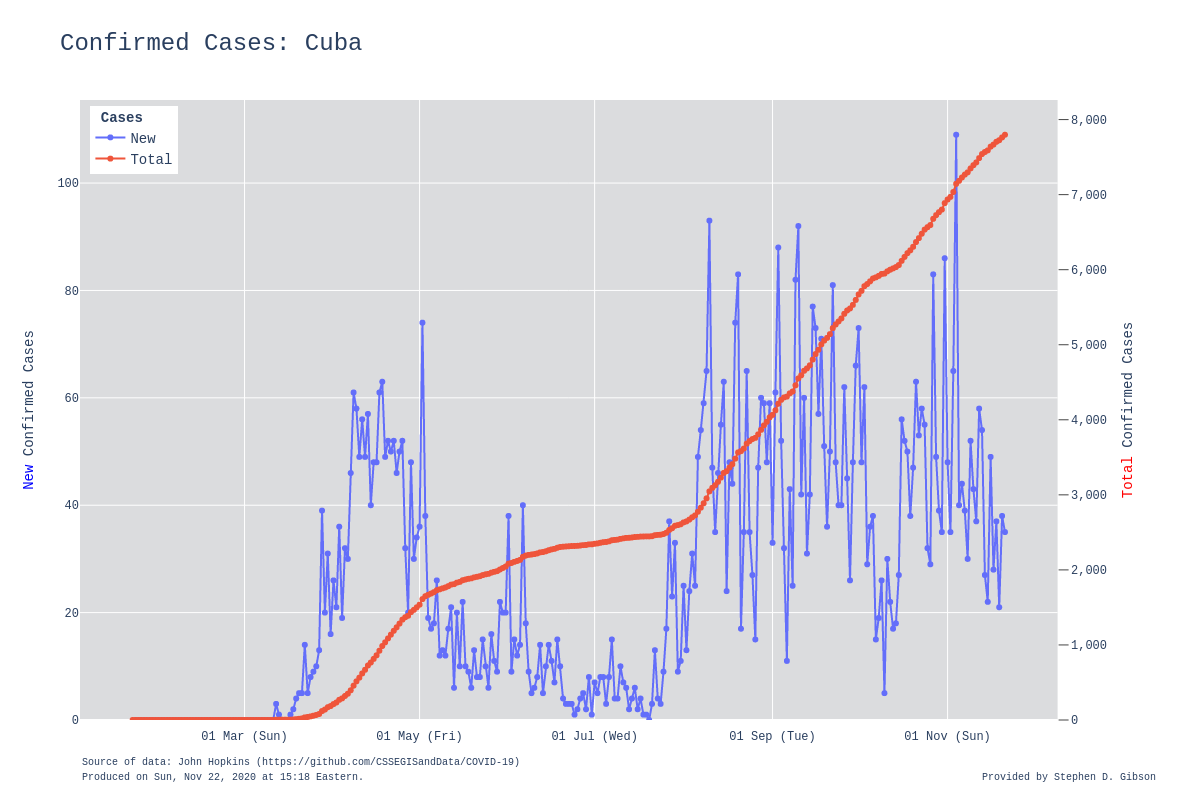 Confirmed Cases: Cuba
Cases
New
Total
100
80
60
40
20
0
New Confirmed Cases
8,000
7,000
6,000
5,000
4,000
3,000
2,000
1,000
0
Total Confirmed Cases
01 Mar (Sun)
01 May (Fri)
01 Jul (Wed)
01 Sep (Tue)
01 Nov (Sun)
Source of data: John Hopkins (https://github.com/CSSEGISandData/COVID-19)
Produced on Sun, Nov 22, 2020 at 15:18 Eastern.
Provided by Stephen D. Gibson